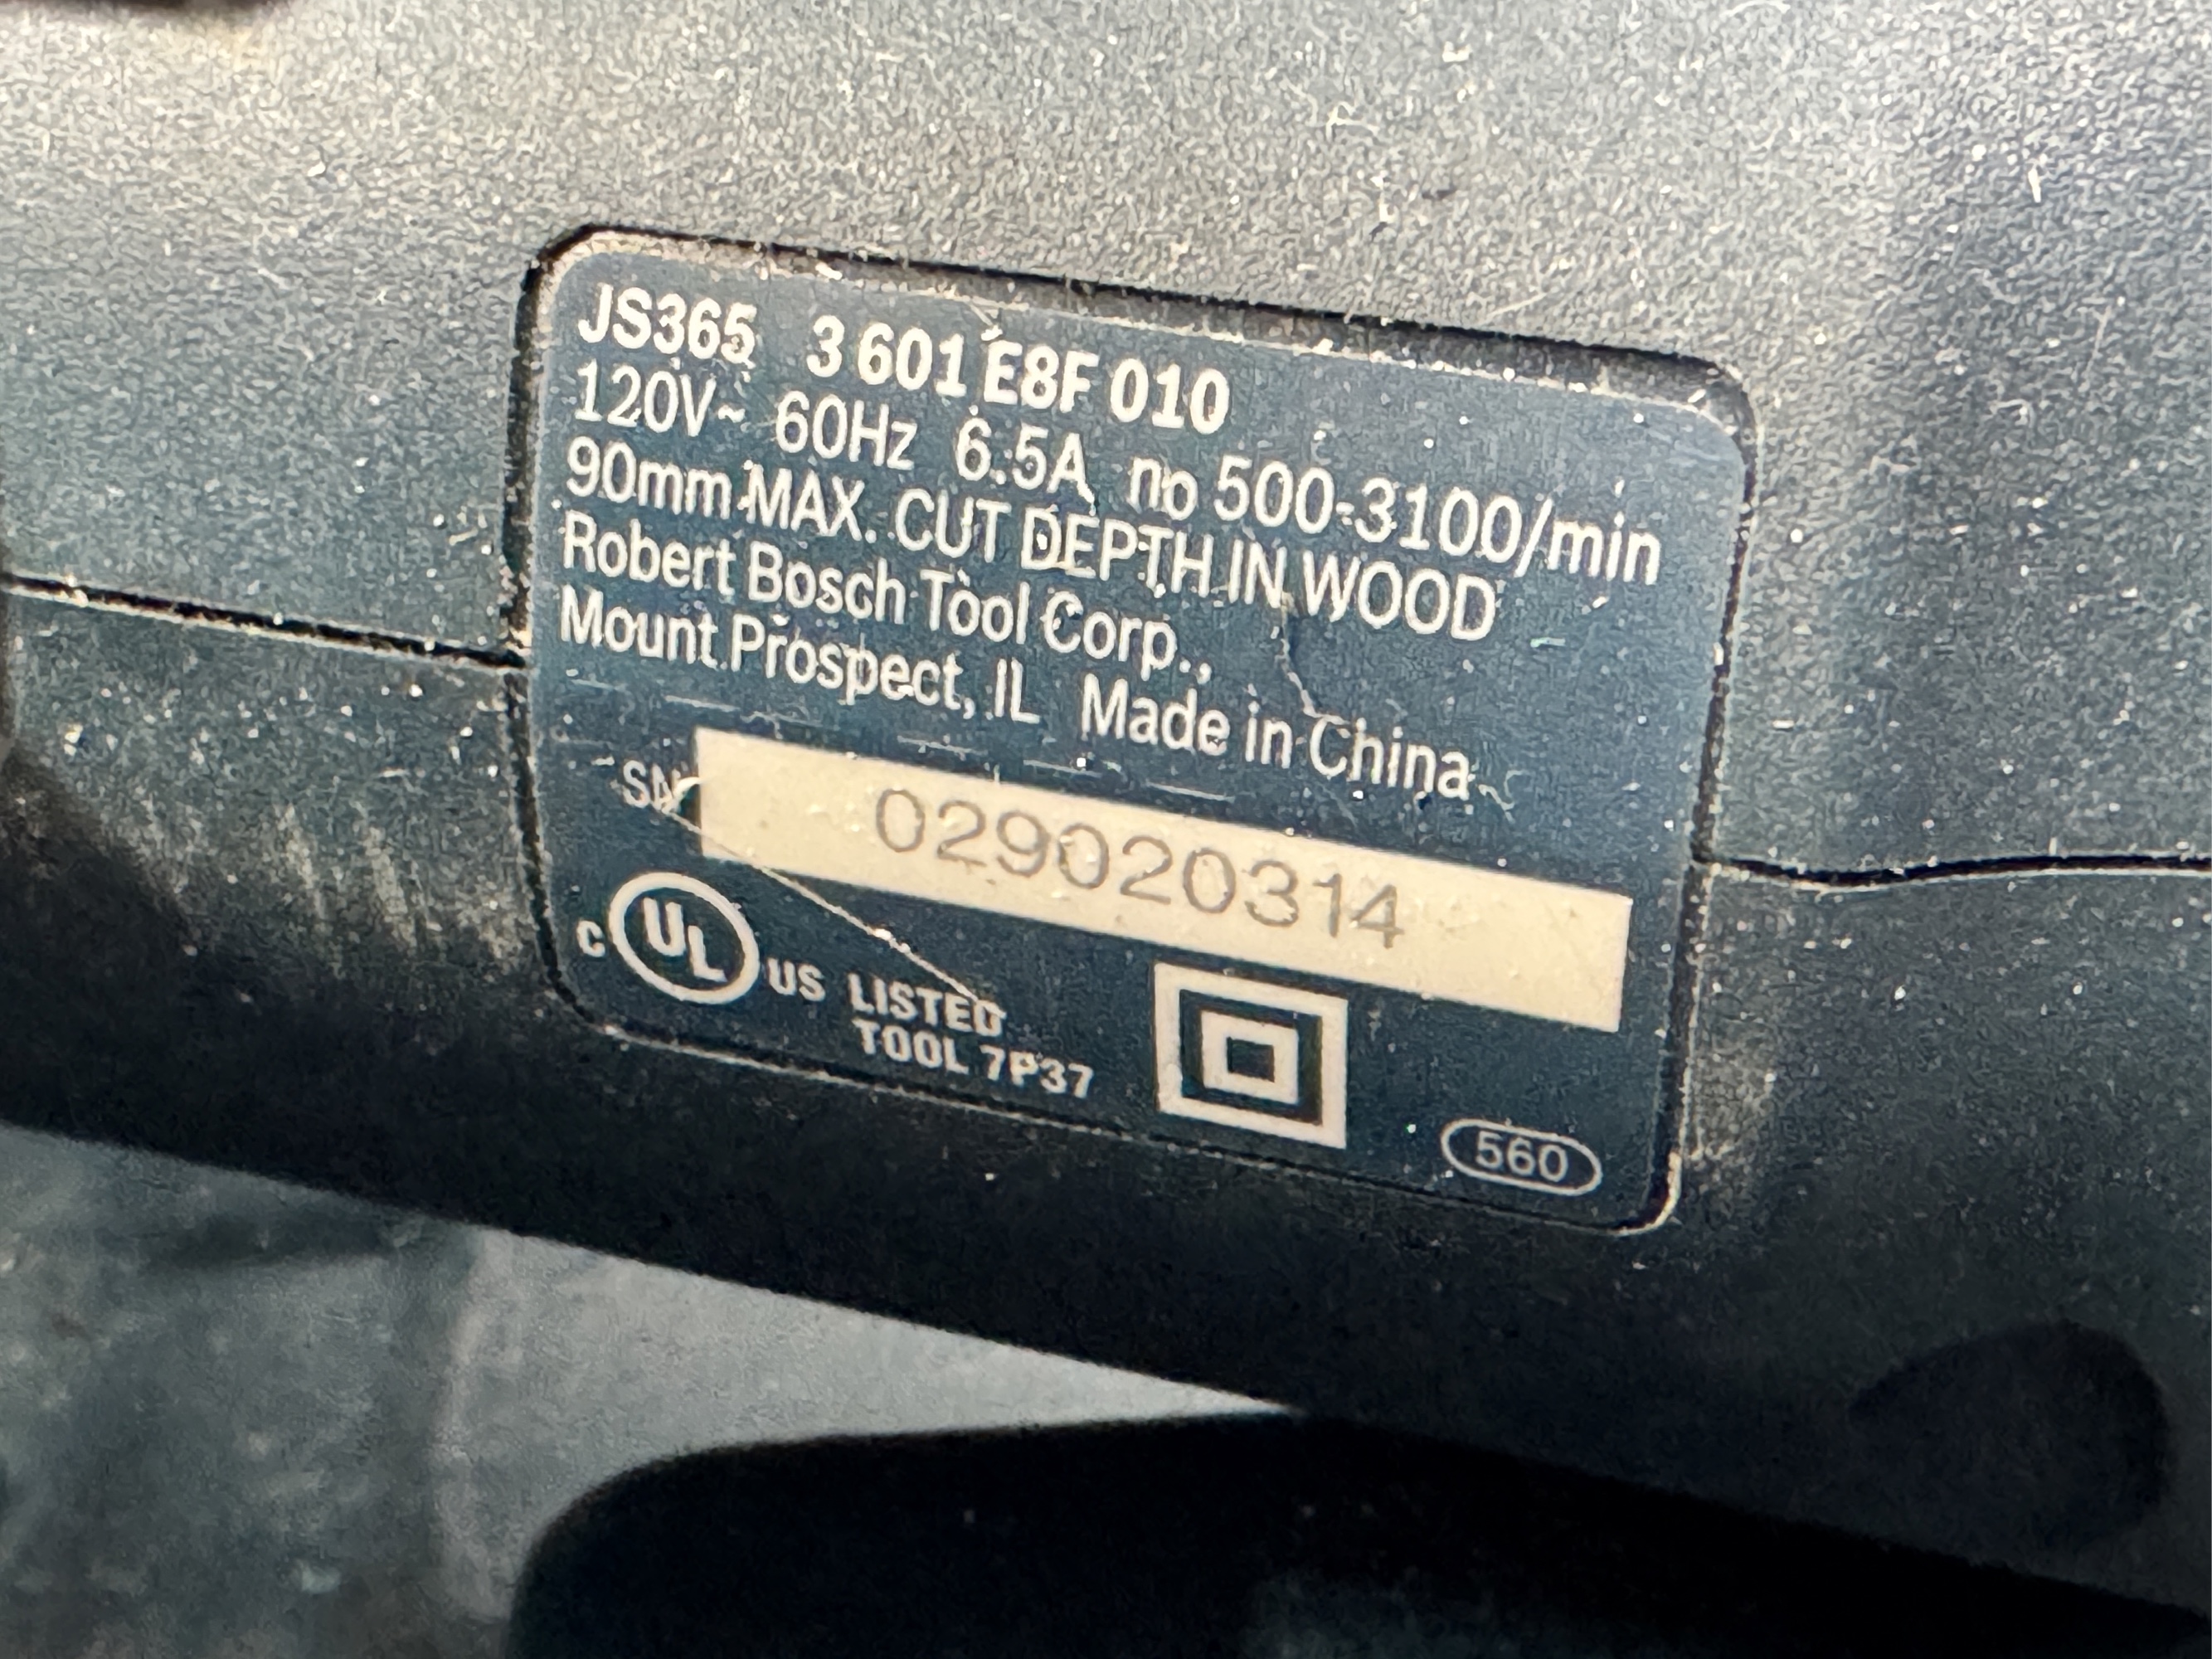 JS365 3 601 E8F 010
120V~ 60Hz 6.5A no 500-3100/min
90mm MAX. CUT DEPTH IN WOOD
Robert Bosch Tool Corp.,
Mount Prospect, IL Made in China
SN 029020314
C UL US LISTED
TOOL 7P37
560